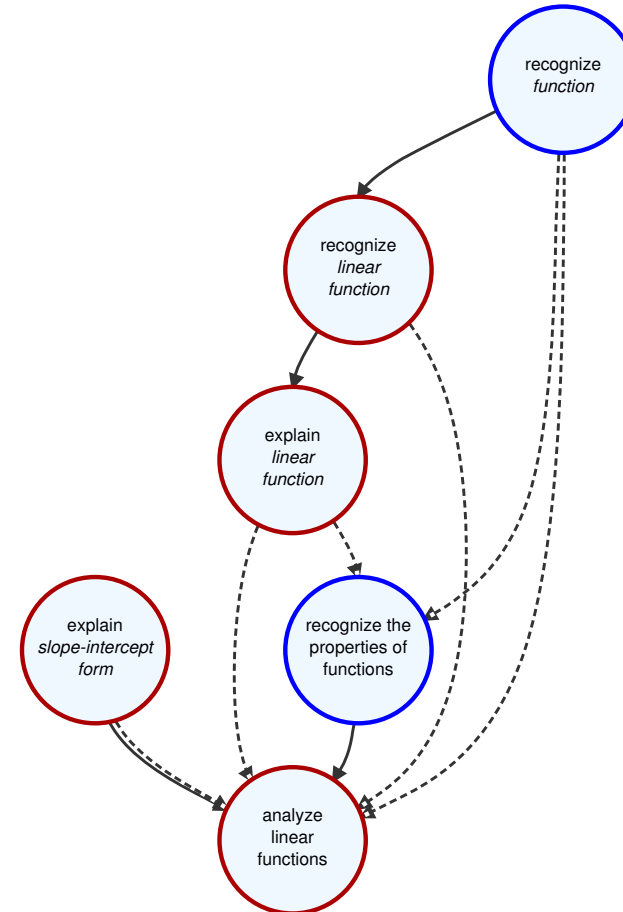 recognize
function
recognize
linear
function
explain
linear
function
explain
slope-intercept
form
recognize the
properties of
functions
analyze
linear
functions